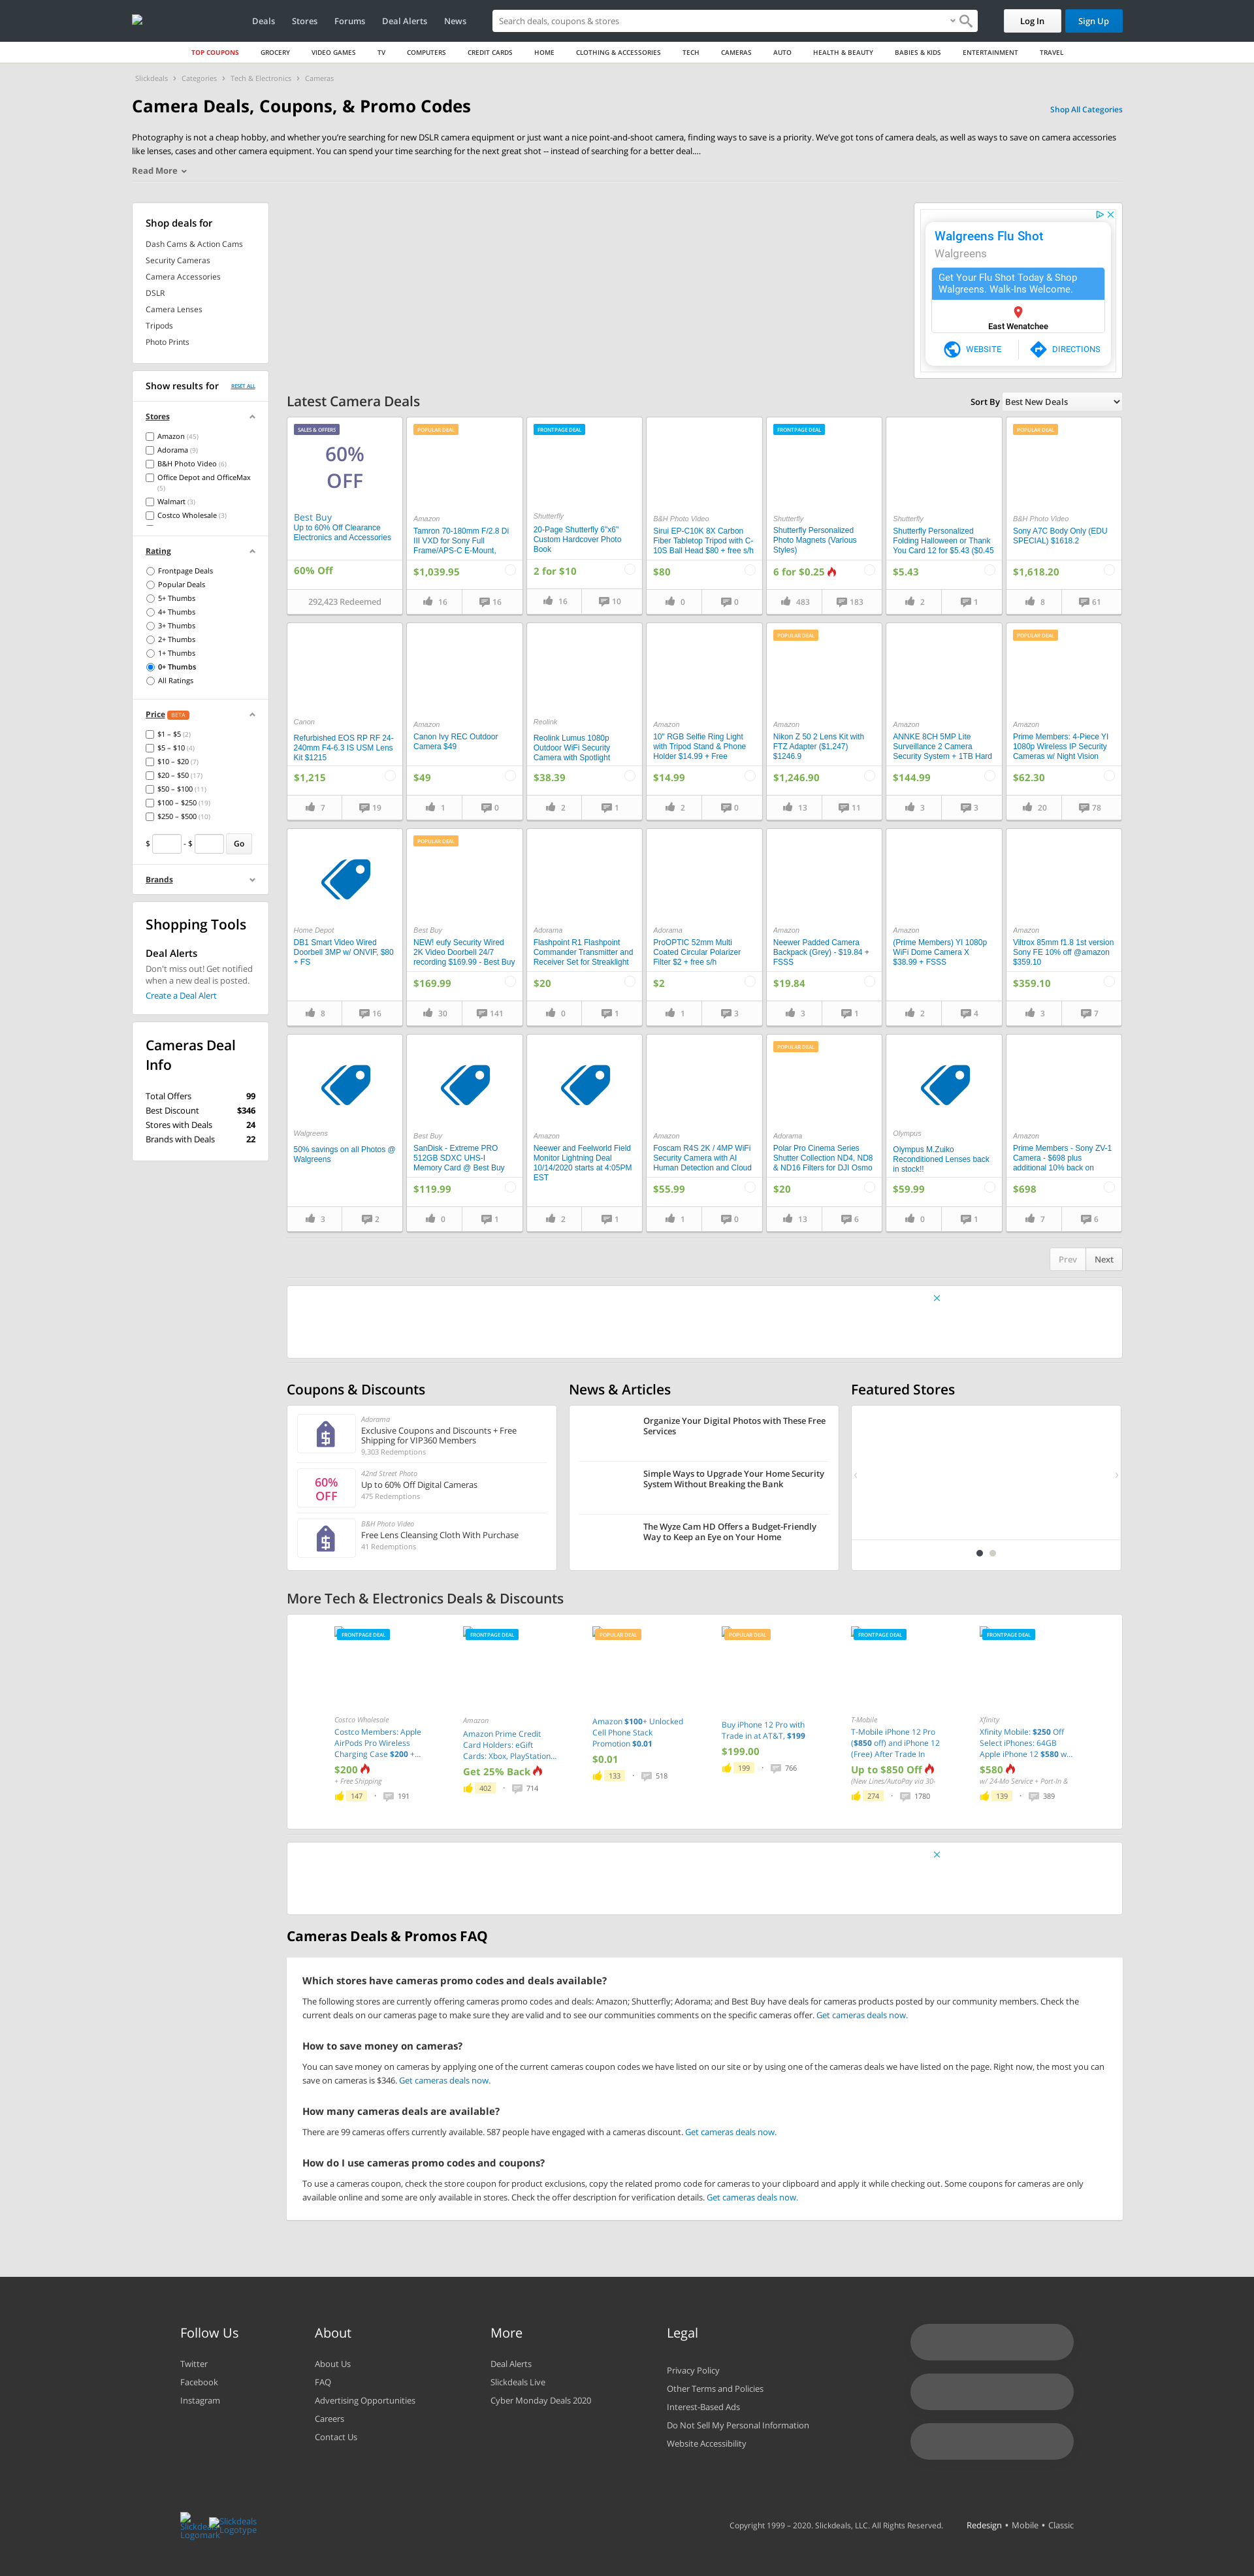 Deals Stores Forums Deal Alerts News
Search deals, coupons & stores
Log In
Sign Up
TOP COUPONS GROCERY VIDEO GAMES TV COMPUTERS CREDIT CARDS HOME CLOTHING & ACCESSORIES TECH CAMERAS AUTO HEALTH & BEAUTY BABIES & KIDS ENTERTAINMENT TRAVEL
Slickdeals > Categories > Tech & Electronics > Cameras
Camera Deals, Coupons, & Promo Codes
Shop All Categories
Photography is not a cheap hobby, and whether you're searching for new DSLR camera equipment or just want a nice point-and-shoot camera, finding ways to save is a priority. We've got tons of camera deals, as well as ways to save on camera accessories
like lenses, cases and other camera equipment. You can spend your time searching for the next great shot -- instead of searching for a better deal....
Read More
Shop deals for
Dash Cams & Action Cams
Security Cameras
Camera Accessories
DSLR
Camera Lenses
Tripods
Photo Prints
Show results for
RESET ALL
Stores
Amazon (45)
Adorama (9)
B&H Photo Video (6)
Office Depot and OfficeMax
(5)
Walmart (3)
Costco Wholesale (3)
Rating
Frontpage Deals
Popular Deals
5+ Thumbs
4+ Thumbs
3+ Thumbs
2+ Thumbs
1+ Thumbs
0+ Thumbs
All Ratings
Price BETA
$1 – $5 (2)
$5 – $10 (4)
$10 – $20 (7)
$20 – $50 (17)
$50 – $100 (11)
$100 – $250 (19)
$250 – $500 (10)
$ - $ Go
Brands
Shopping Tools
Deal Alerts
Don't miss out! Get notified
when a new deal is posted.
Create a Deal Alert
Cameras Deal
Info
Total Offers 99
Best Discount $346
Stores with Deals 24
Brands with Deals 22
Walgreens Flu Shot
Walgreens
Get Your Flu Shot Today & Shop
Walgreens. Walk-Ins Welcome.
East Wenatchee
WEBSITE
DIRECTIONS
Latest Camera Deals
Sort By Best New Deals
SALES & OFFERS
60%
OFF
Best Buy
Up to 60% Off Clearance
Electronics and Accessories
60% Off
292,423 Redeemed
POPULAR DEAL
Amazon
Tamron 70-180mm F/2.8 Di
III VXD for Sony Full
Frame/APS-C E-Mount,
$1,039.95
16 16
FRONTPAGE DEAL
Shutterfly
20-Page Shutterfly 6"x6"
Custom Hardcover Photo
Book
2 for $10
16 10
B&H Photo Video
Sirui EP-C10K 8X Carbon
Fiber Tabletop Tripod with C-
10S Ball Head $80 + free s/h
$80
0 0
FRONTPAGE DEAL
Shutterfly
Shutterfly Personalized
Photo Magnets (Various
Styles)
6 for $0.25
483 183
Shutterfly
Shutterfly Personalized
Folding Halloween or Thank
You Card 12 for $5.43 ($0.45
$5.43
2 1
POPULAR DEAL
B&H Photo Video
Sony A7C Body Only (EDU
SPECIAL) $1618.2
$1,618.20
8 61
Canon
Refurbished EOS RP RF 24-
240mm F4-6.3 IS USM Lens
Kit $1215
$1,215
7 19
Amazon
Canon Ivy REC Outdoor
Camera $49
$49
1 0
Reolink
Reolink Lumus 1080p
Outdoor WiFi Security
Camera with Spotlight
$38.39
2 1
Amazon
10" RGB Selfie Ring Light
with Tripod Stand & Phone
Holder $14.99 + Free
$14.99
2 0
POPULAR DEAL
Amazon
Nikon Z 50 2 Lens Kit with
FTZ Adapter ($1,247)
$1246.9
$1,246.90
13 11
Amazon
ANNKE 8CH 5MP Lite
Surveillance 2 Camera
Security System + 1TB Hard
$144.99
3 3
POPULAR DEAL
Amazon
Prime Members: 4-Piece YI
1080p Wireless IP Security
Cameras w/ Night Vision
$62.30
20 78
Home Depot
DB1 Smart Video Wired
Doorbell 3MP w/ ONVIF, $80
+ FS
8 16
POPULAR DEAL
Best Buy
NEW! eufy Security Wired
2K Video Doorbell 24/7
recording $169.99 - Best Buy
$169.99
30 141
Adorama
Flashpoint R1 Flashpoint
Commander Transmitter and
Receiver Set for Streaklight
$20
0 1
Adorama
ProOPTIC 52mm Multi
Coated Circular Polarizer
Filter $2 + free s/h
$2
1 3
Amazon
Neewer Padded Camera
Backpack (Grey) - $19.84 +
FSSS
$19.84
3 1
Amazon
(Prime Members) YI 1080p
WiFi Dome Camera X
$38.99 + FSSS
2 4
Amazon
Viltrox 85mm f1.8 1st version
Sony FE 10% off @amazon
$359.10
$359.10
3 7
Walgreens
50% savings on all Photos @
Walgreens
3 2
Best Buy
SanDisk - Extreme PRO
512GB SDXC UHS-I
Memory Card @ Best Buy
$119.99
0 1
Amazon
Neewer and Feelworld Field
Monitor Lightning Deal
10/14/2020 starts at 4:05PM
EST
2 1
Amazon
Foscam R4S 2K / 4MP WiFi
Security Camera with AI
Human Detection and Cloud
$55.99
1 0
POPULAR DEAL
Adorama
Polar Pro Cinema Series
Shutter Collection ND4, ND8
& ND16 Filters for DJI Osmo
$20
13 6
Olympus
Olympus M.Zuiko
Reconditioned Lenses back
in stock!!
$59.99
0 1
Amazon
Prime Members - Sony ZV-1
Camera - $698 plus
additional 10% back on
$698
7 6
Prev Next
Coupons & Discounts
Adorama
Exclusive Coupons and Discounts + Free
Shipping for VIP360 Members
9,303 Redemptions
60%
OFF
42nd Street Photo
Up to 60% Off Digital Cameras
475 Redemptions
B&H Photo Video
Free Lens Cleansing Cloth With Purchase
41 Redemptions
News & Articles
Organize Your Digital Photos with These Free
Services
Simple Ways to Upgrade Your Home Security
System Without Breaking the Bank
The Wyze Cam HD Offers a Budget-Friendly
Way to Keep an Eye on Your Home
Featured Stores
More Tech & Electronics Deals & Discounts
FRONTPAGE DEAL
Costco Wholesale
Costco Members: Apple
AirPods Pro Wireless
Charging Case $200 +...
$200
+ Free Shipping
147 · 191
FRONTPAGE DEAL
Amazon
Amazon Prime Credit
Card Holders: eGift
Cards: Xbox, PlayStation...
Get 25% Back
402 · 714
POPULAR DEAL
Amazon $100+ Unlocked
Cell Phone Stack
Promotion $0.01
$0.01
133 · 518
POPULAR DEAL
Buy iPhone 12 Pro with
Trade in at AT&T, $199
$199.00
199 · 766
FRONTPAGE DEAL
T-Mobile
T-Mobile iPhone 12 Pro
($850 off) and iPhone 12
(Free) After Trade In
Up to $850 Off
(New Lines/AutoPay via 30-
274 · 1780
FRONTPAGE DEAL
Xfinity
Xfinity Mobile: $250 Off
Select iPhones: 64GB
Apple iPhone 12 $580 w...
$580
w/ 24-Mo Service + Port-In &
139 · 389
Cameras Deals & Promos FAQ
Which stores have cameras promo codes and deals available?
The following stores are currently offering cameras promo codes and deals: Amazon; Shutterfly; Adorama; and Best Buy have deals for cameras products posted by our community members. Check the
current deals on our cameras page to make sure they are valid and to see our communities comments on the specific cameras offer. Get cameras deals now.
How to save money on cameras?
You can save money on cameras by applying one of the current cameras coupon codes we have listed on our site or by using one of the cameras deals we have listed on the page. Right now, the most you can
save on cameras is $346. Get cameras deals now.
How many cameras deals are available?
There are 99 cameras offers currently available. 587 people have engaged with a cameras discount. Get cameras deals now.
How do I use cameras promo codes and coupons?
To use a cameras coupon, check the store coupon for product exclusions, copy the related promo code for cameras to your clipboard and apply it while checking out. Some coupons for cameras are only
available online and some are only available in stores. Check the offer description for verification details. Get cameras deals now.
Follow Us
Twitter
Facebook
Instagram
About
About Us
FAQ
Advertising Opportunities
Careers
Contact Us
More
Deal Alerts
Slickdeals Live
Cyber Monday Deals 2020
Legal
Privacy Policy
Other Terms and Policies
Interest-Based Ads
Do Not Sell My Personal Information
Website Accessibility
Slickdeals
Logomark
Slickdeals
Logotype
Copyright 1999 – 2020. Slickdeals, LLC. All Rights Reserved.
Redesign • Mobile • Classic